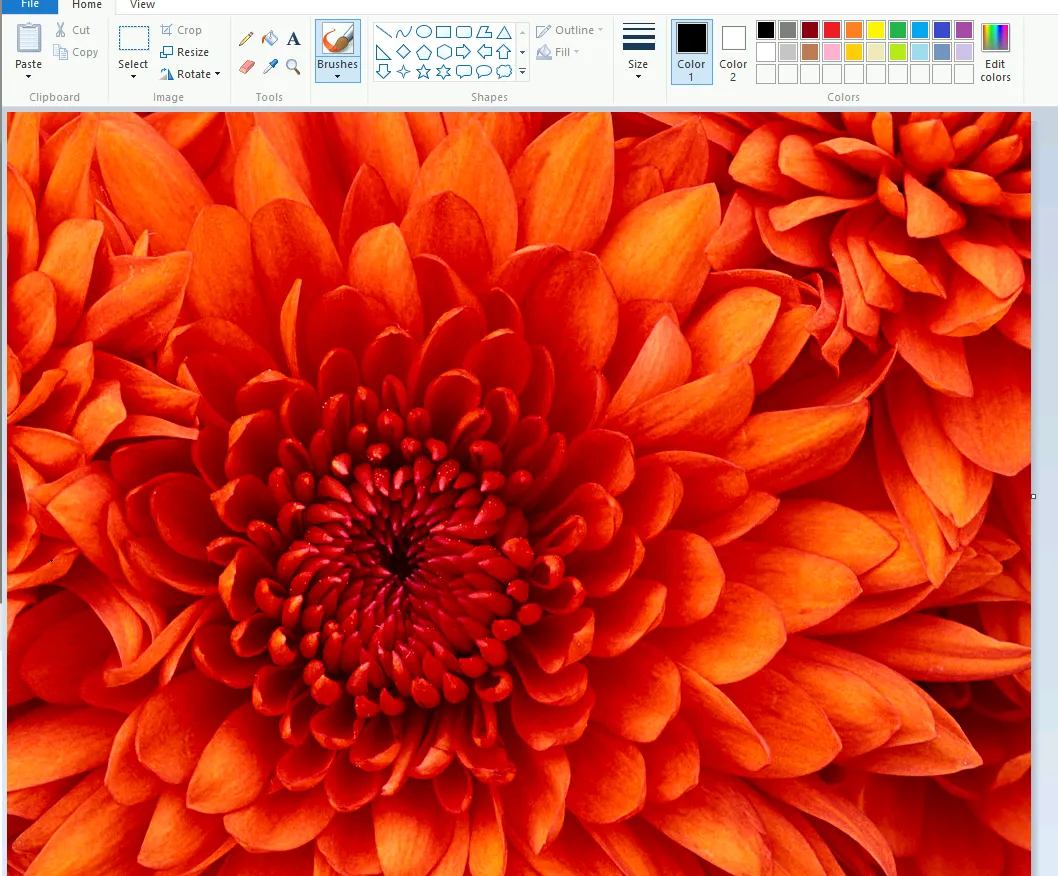 File Home View
Cut
Copy
Paste
Clipboard
Select
Crop
Resize
Rotate
Image
A
Tools
Brushes
Outline
Fill
Shapes
Size
Color 1
Color 2
Edit colors
Colors